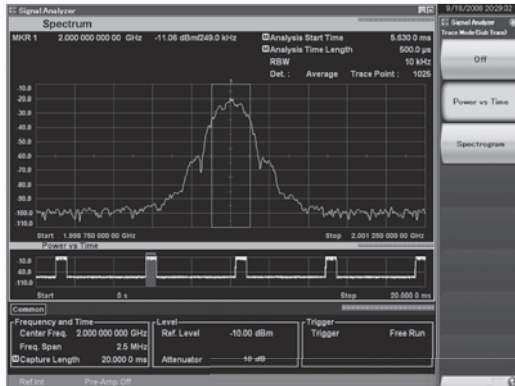 Signal Analyzer
9/18/2008 20:29:32
Spectrum
MKR 1 2.000 000 000 00 GHz -11.06 dBm/249.0 kHz
Analysis Start Time 5.630 0 ms
Analysis Time Length 500.0 µs
RBW 10 kHz
Det. : Average Trace Point : 1025
-10.0
-20.0
-30.0
-40.0
-50.0
-60.0
-70.0
-80.0
-90.0
-100.0
-110.0
Start 1.998 750 000 00 GHz Stop 2.001 250 000 00 GHz
Power vs Time
-10.0
-60.0
-110.0
Start 0 s Stop 20.000 0 ms
Common
Frequency and Time
Center Freq. 2.000 000 000 GHz
Freq. Span 2.5 MHz
Capture Length 20.000 0 ms
Level
Ref. Level -10.00 dBm
Attenuator 10 dB
Trigger
Trigger Free Run
Ref.Int Pre-Amp Off
Signal Analyzer
Trace Mode(Sub Trace)
Off
Power vs Time
Spectrogram